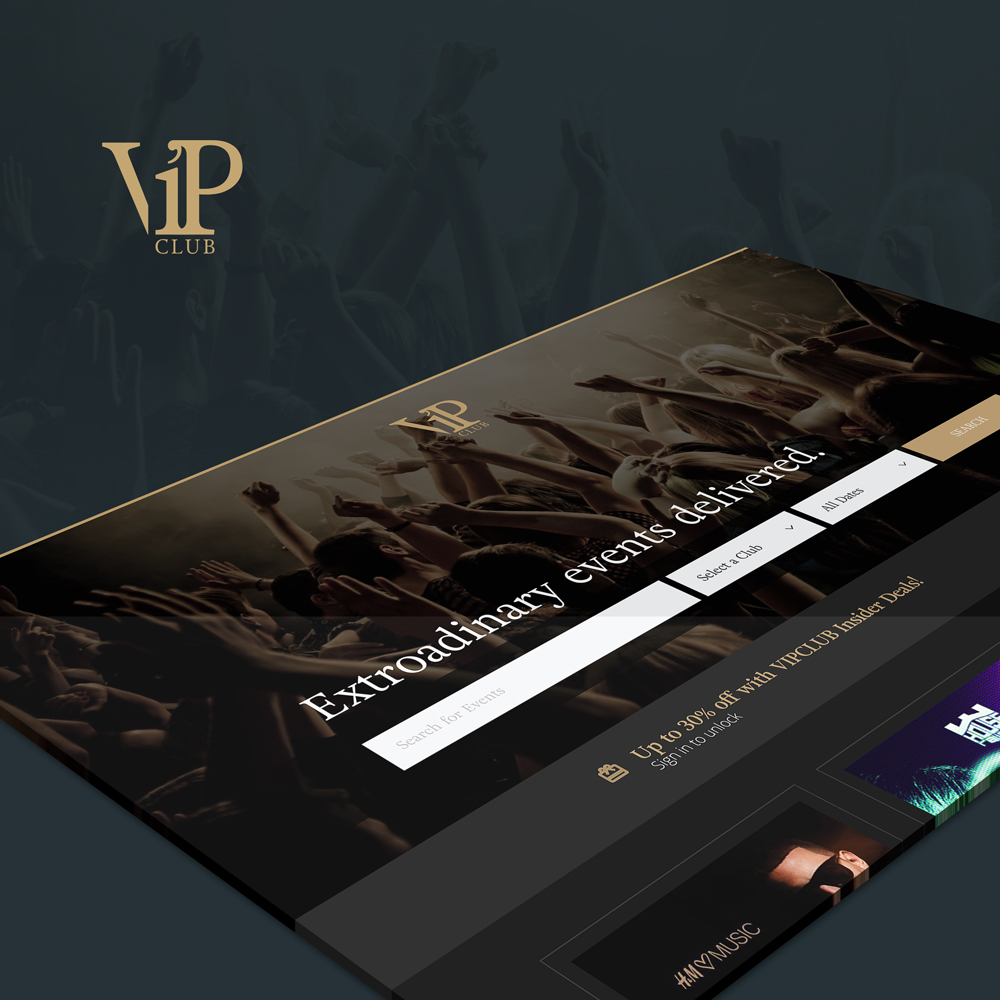 ViP
CLUB
ViP
CLUB
Extroadinary events delivered.
Search for Events
Select a Club
All Dates
SEARCH
Up to 30% off with VIPCLUB Insider Deals!
Sign in to unlock
H,M♡MUSIC